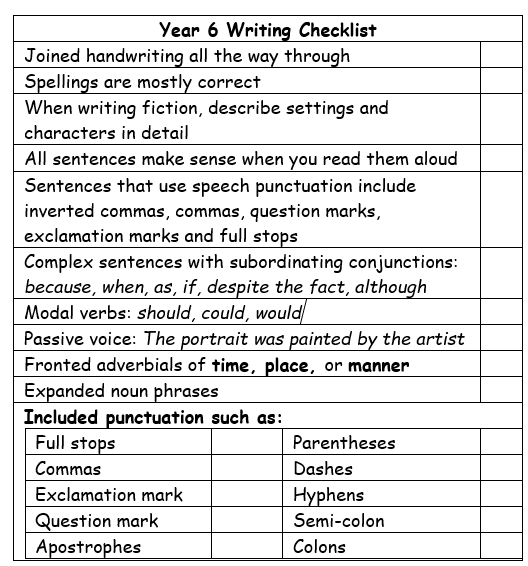 Year 6 Writing Checklist
Joined handwriting all the way through
Spellings are mostly correct
When writing fiction, describe settings and
characters in detail
All sentences make sense when you read them aloud
Sentences that use speech punctuation include
inverted commas, commas, question marks,
exclamation marks and full stops
Complex sentences with subordinating conjunctions:
because, when, as, if, despite the fact, although
Modal verbs: should, could, would
Passive voice: The portrait was painted by the artist
Fronted adverbials of time, place, or manner
Expanded noun phrases
Included punctuation such as:
Full stops Parentheses
Commas Dashes
Exclamation mark Hyphens
Question mark Semi-colon
Apostrophes Colons